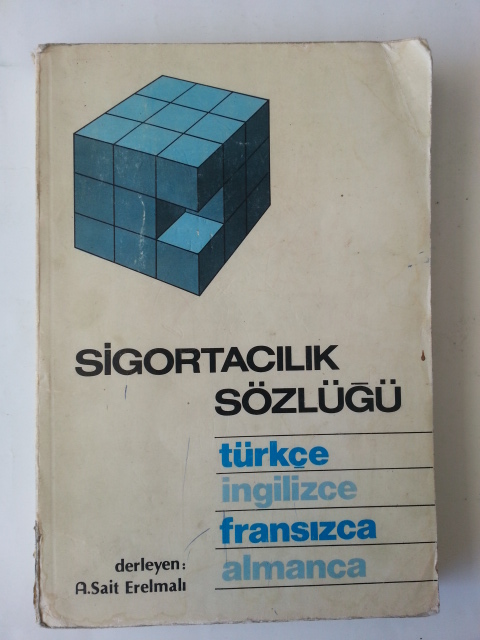 SİGORTACILIK
SÖZLÜĞÜ
türkçe
ingilizce
fransızca
almanca
derleyen:
A.Sait Erelmalı